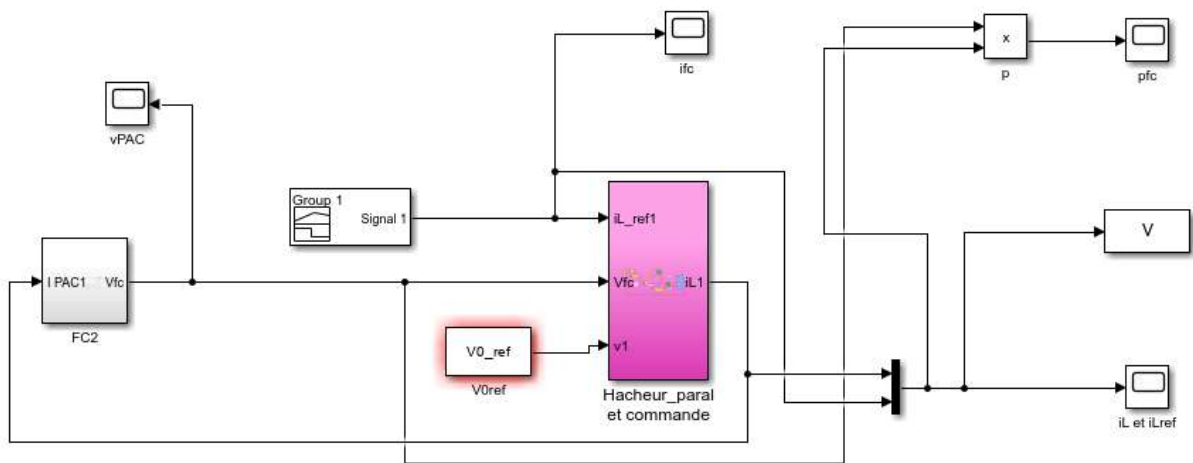 ifc
x
p
pfc
vPAC
Group 1
Signal 1
iL_ref1
V
I PAC1
Vfc
Vfc
iL1
FC2
V0_ref
v1
V0ref
Hacheur_paral
et commande
iL et iLref